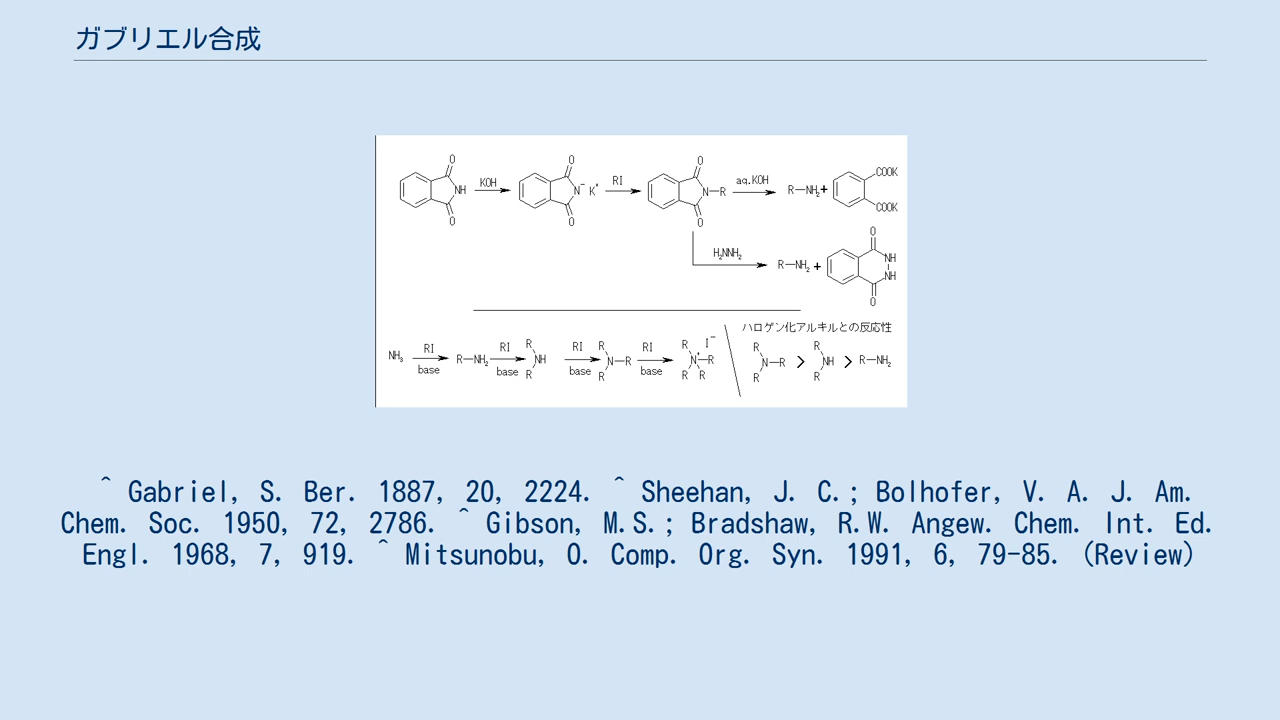 ガブリエル合成
O
NH
O
KOH
O
N⁻ K⁺
O
RI
O
N-R
O
aq.KOH
R-NH₂+
COOK
COOK
H₂NNH₂
R-NH₂ +
O
NH
NH
O
ハロゲン化アルキルとの反応性
NH₃
RI
base
R-NH₂
RI
base
R
NH
R
RI
base
R
N-R
R
RI
base
R I⁻
N⁺-R
R R
R
N-R
R
>
R
NH
R
> R-NH₂
^ Gabriel, S. Ber. 1887, 20, 2224. ^ Sheehan, J. C.; Bolhofer, V. A. J. Am.
Chem. Soc. 1950, 72, 2786. ^ Gibson, M.S.; Bradshaw, R.W. Angew. Chem. Int. Ed.
Engl. 1968, 7, 919. ^ Mitsunobu, O. Comp. Org. Syn. 1991, 6, 79-85. (Review)